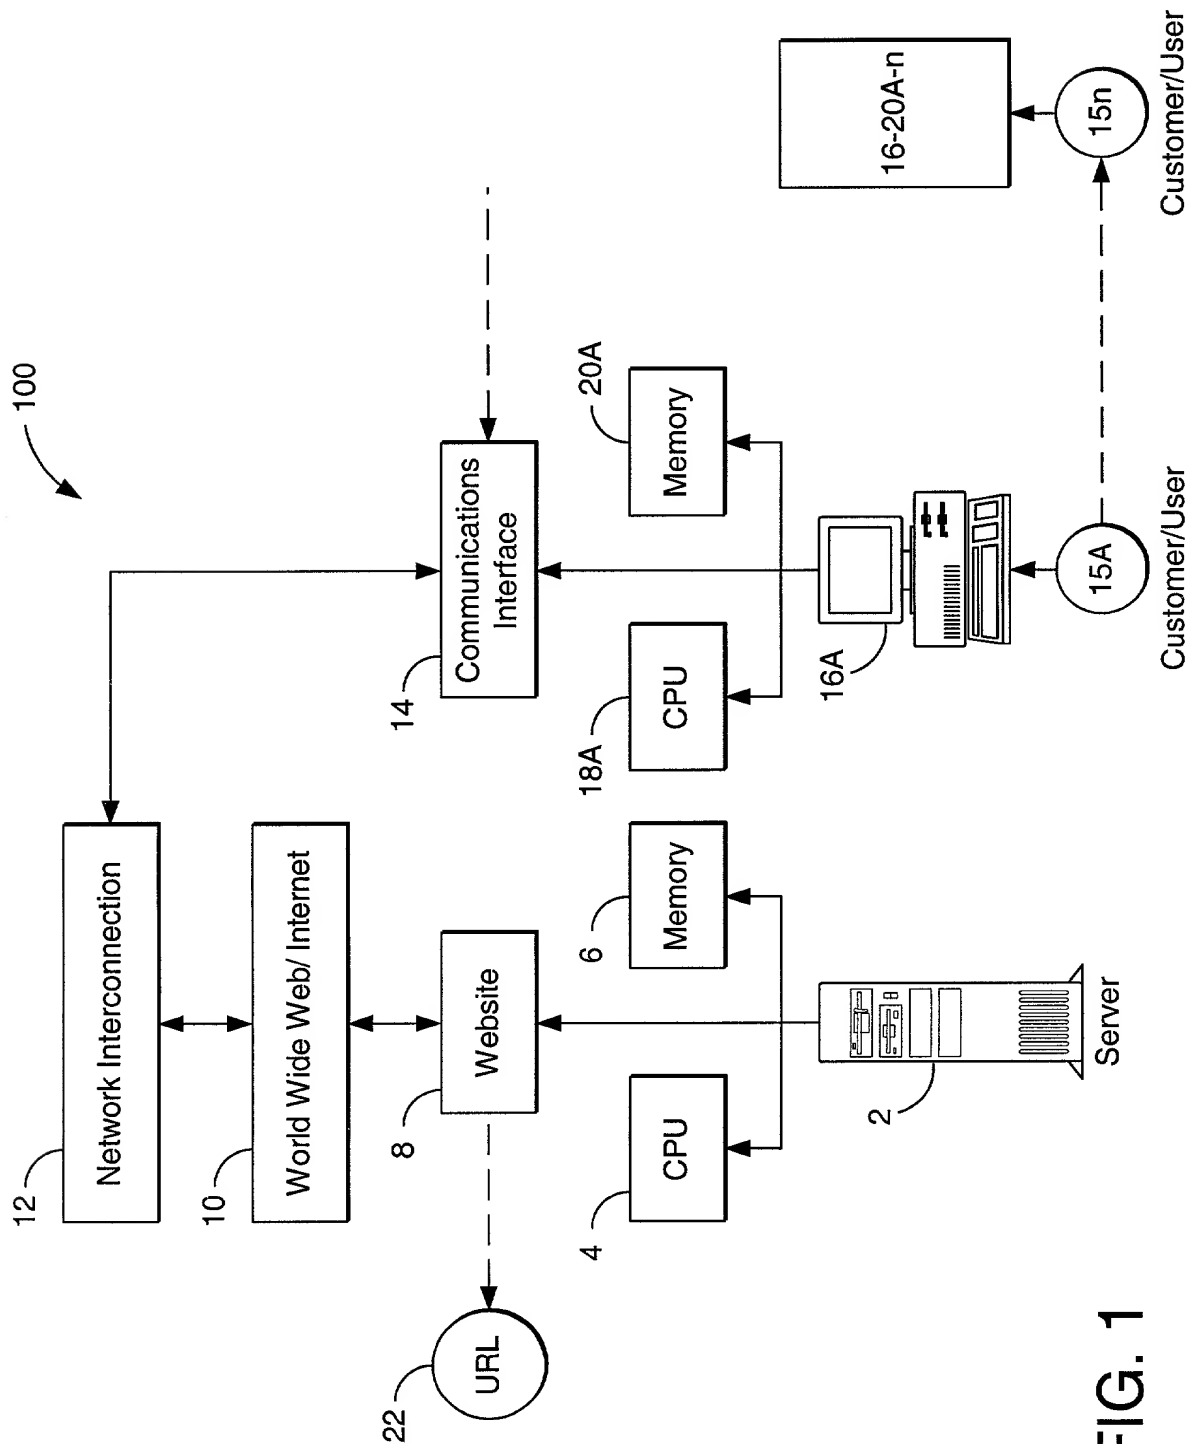 12
100
Network Interconnection
10
World Wide Web/ Internet
22
8
14
URL
Website
Communications
Interface
4
6
18A
20A
CPU
Memory
CPU
Memory
16A
2
16-20A-n
15A
15n
Server
FIG. 1
Customer/User
Customer/User